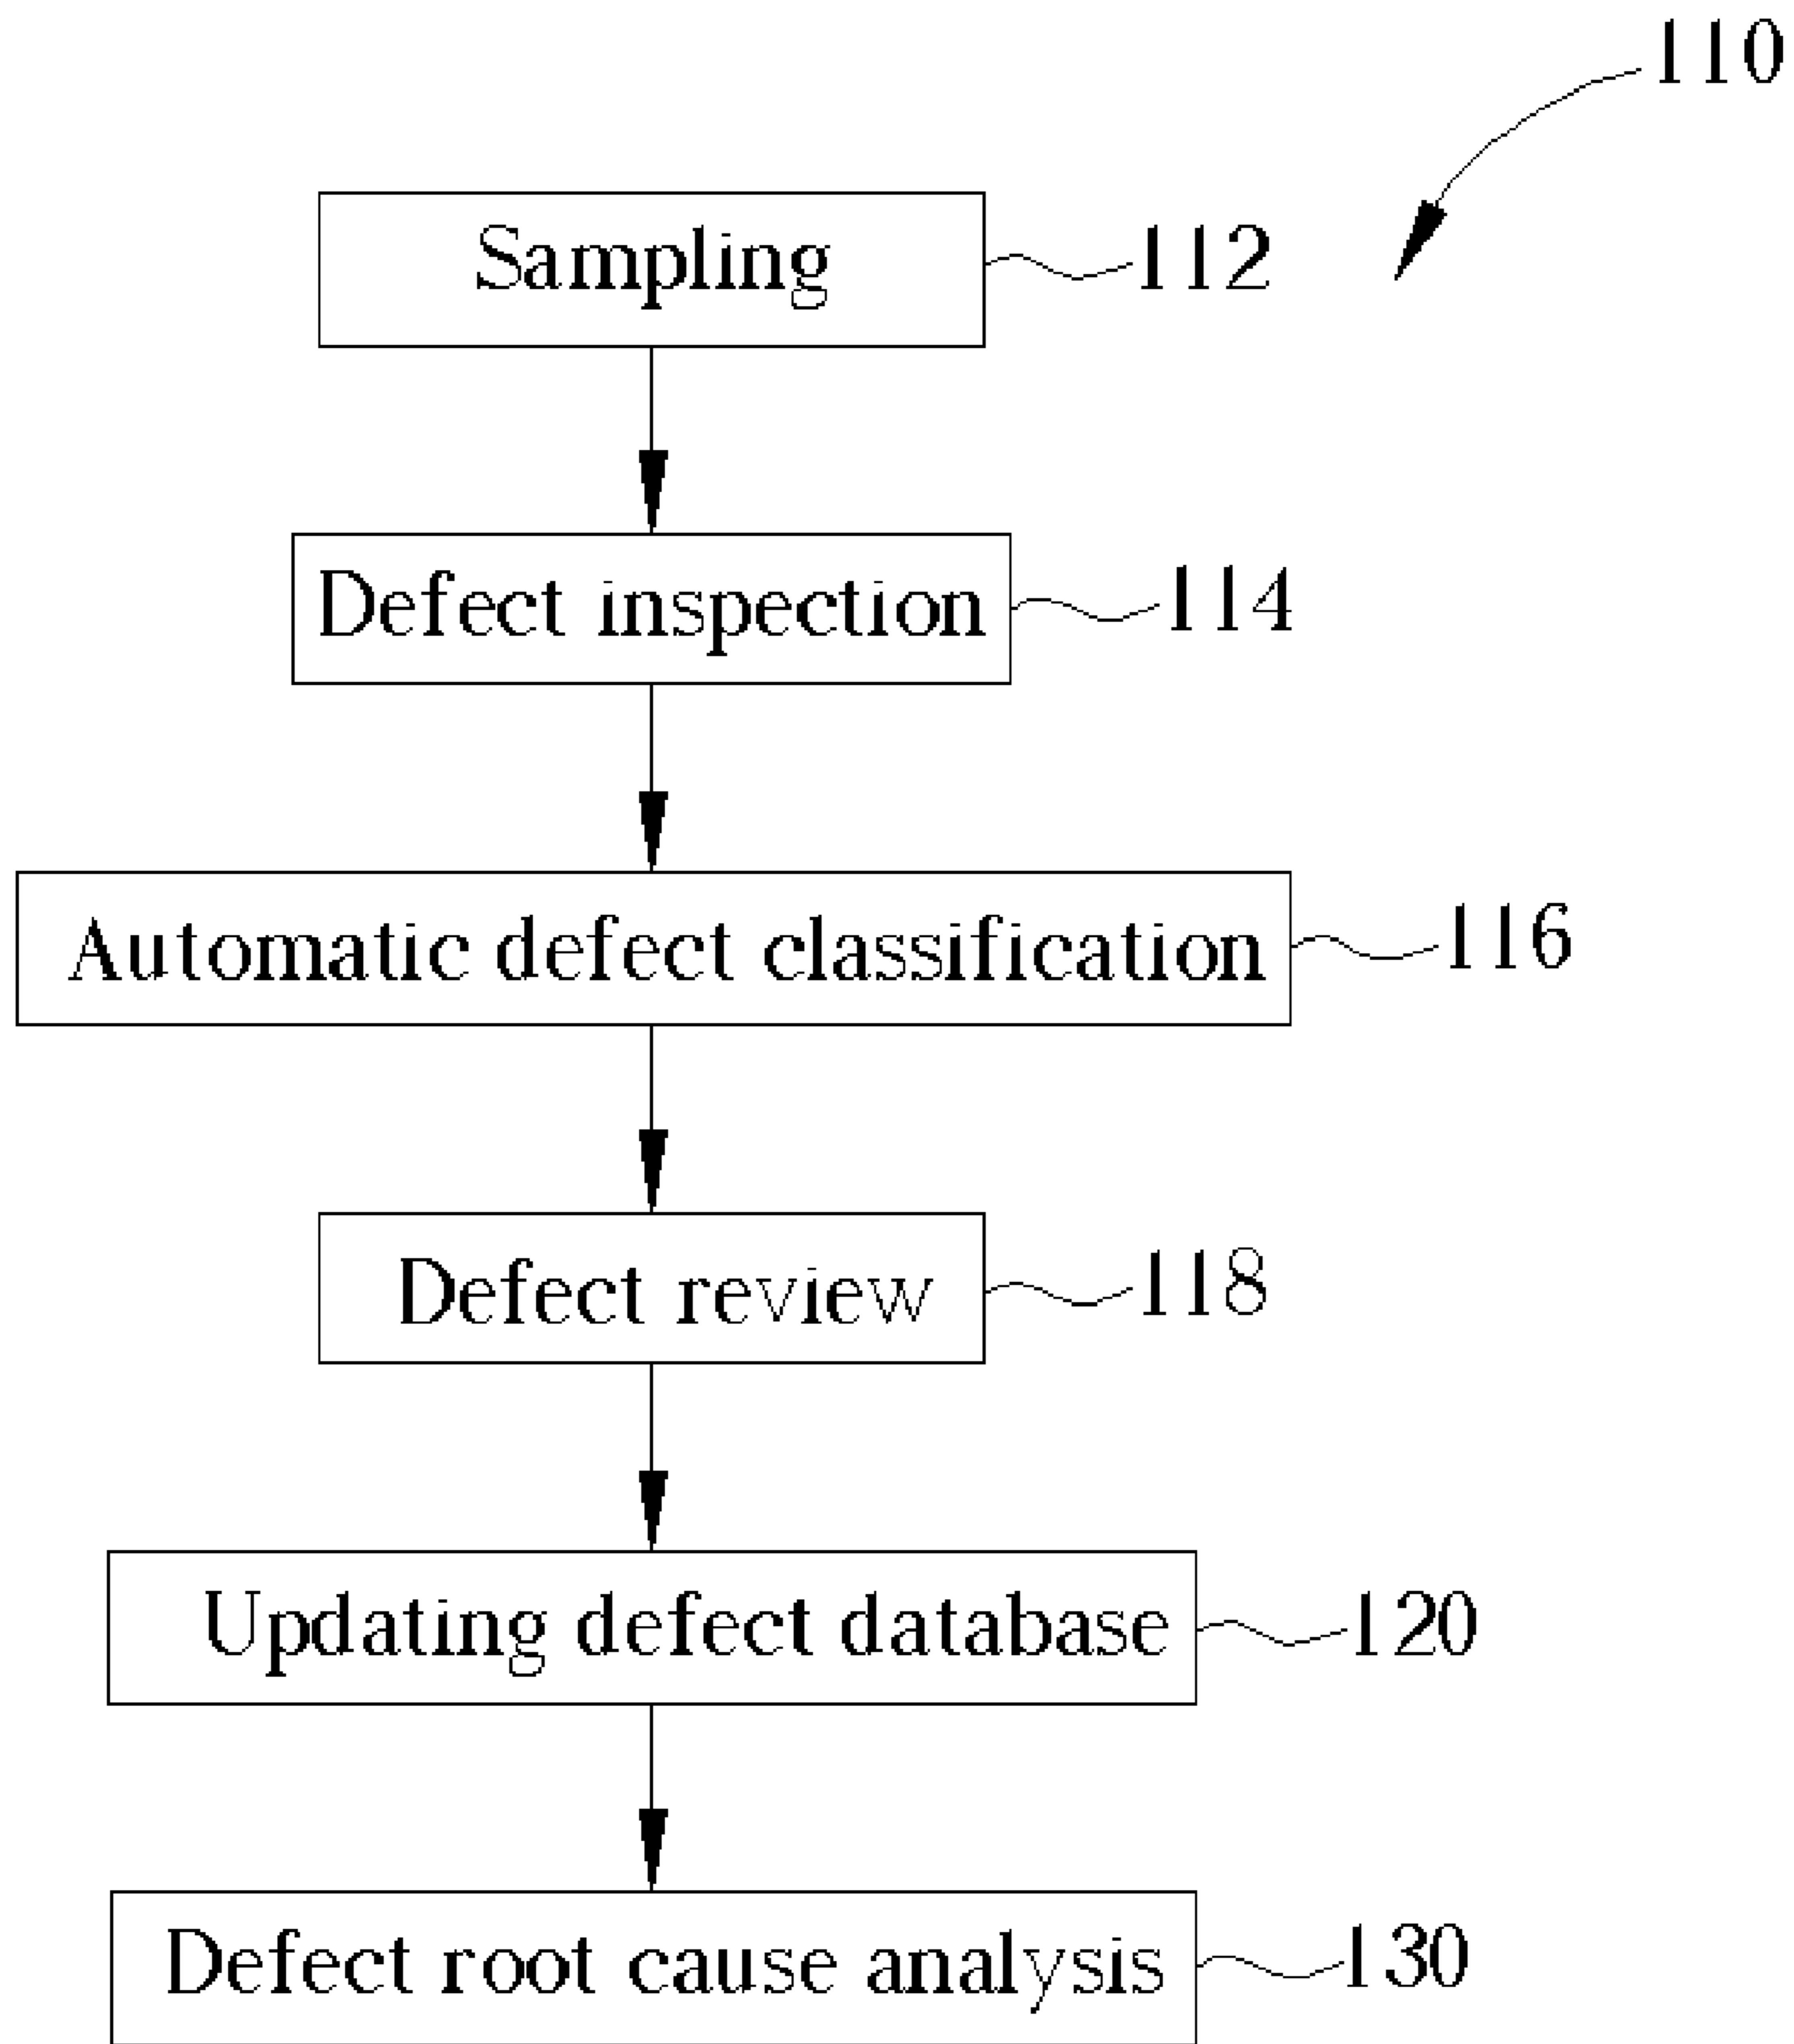 110
Sampling 112
Defect inspection 114
Automatic defect classification 116
Defect review 118
Updating defect database 120
Defect root cause analysis 130